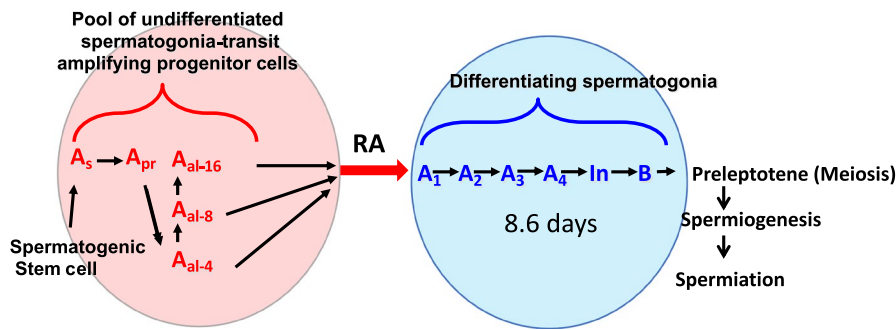 Pool of undifferentiated
spermatogonia-transit
amplifying progenitor cells
As
Apr
Aal-16
Aal-8
Aal-4
Spermatogenic
Stem cell
RA
Differentiating spermatogonia
A1 A2 A3 A4 In B
8.6 days
Preleptotene (Meiosis)
Spermiogenesis
Spermiation